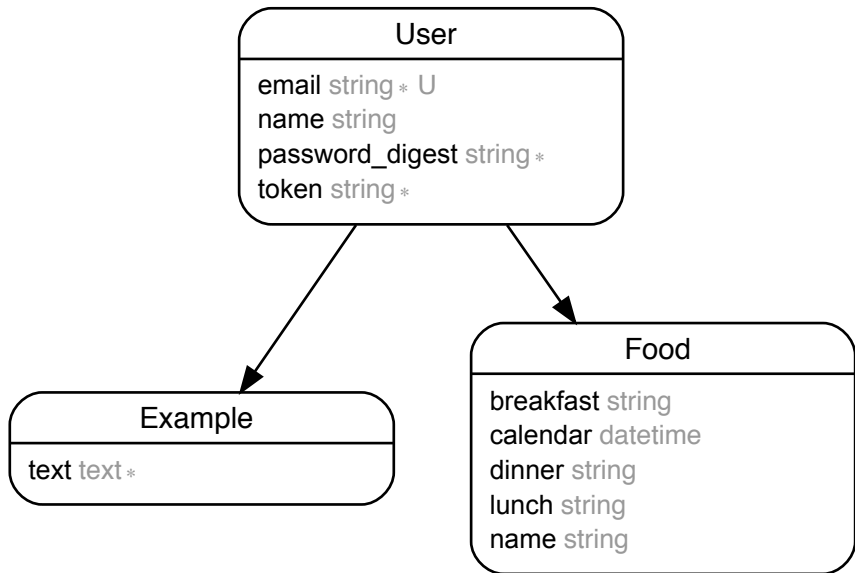 User
email string* U
name string
password_digest string*
token string*
Example
text text*
Food
breakfast string
calendar datetime
dinner string
lunch string
name string